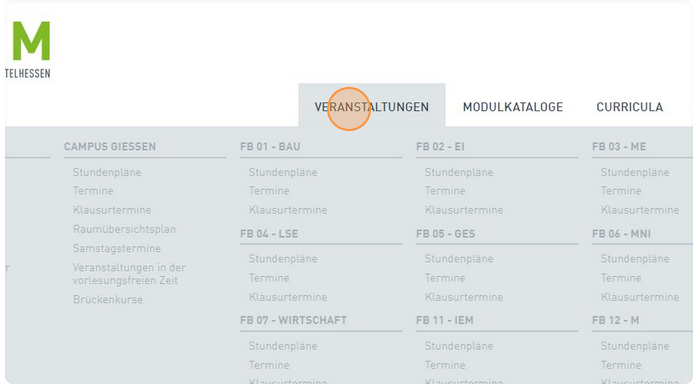 M
TELHESSEN
VERANSTALTUNGEN
MODULKATALOGE
CURRICULA
CAMPUS GIESSEN
Stundenpläne
Termine
Klausurtermine
Raumübersichtsplan
Samstagstermine
Veranstaltungen in der
vorlesungsfreien Zeit
Brückenkurse
r
FB 01 - BAU
Stundenpläne
Termine
Klausurtermine
FB 02 - EI
Stundenpläne
Termine
Klausurtermine
FB 03 - ME
Stundenpläne
Termine
Klausurtermine
FB 04 - LSE
Stundenpläne
Termine
Klausurtermine
FB 05 - GES
Stundenpläne
Termine
Klausurtermine
FB 06 - MNI
Stundenpläne
Termine
Klausurtermine
FB 07 - WIRTSCHAFT
Stundenpläne
Termine
Klausurtermine
FB 11 - IEM
Stundenpläne
Termine
Klausurtermine
FB 12 - M
Stundenpläne
Termine
Klausurtermine